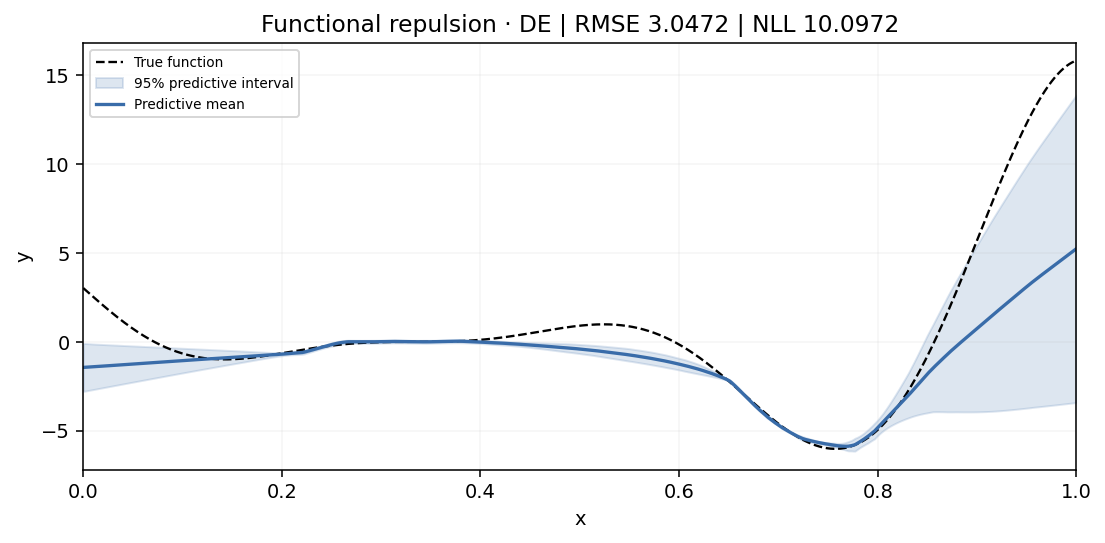 Functional repulsion · DE | RMSE 3.0472 | NLL 10.0972
True function
95% predictive interval
Predictive mean
15
10
5
0
−5
y
0.0 0.2 0.4 0.6 0.8 1.0
x